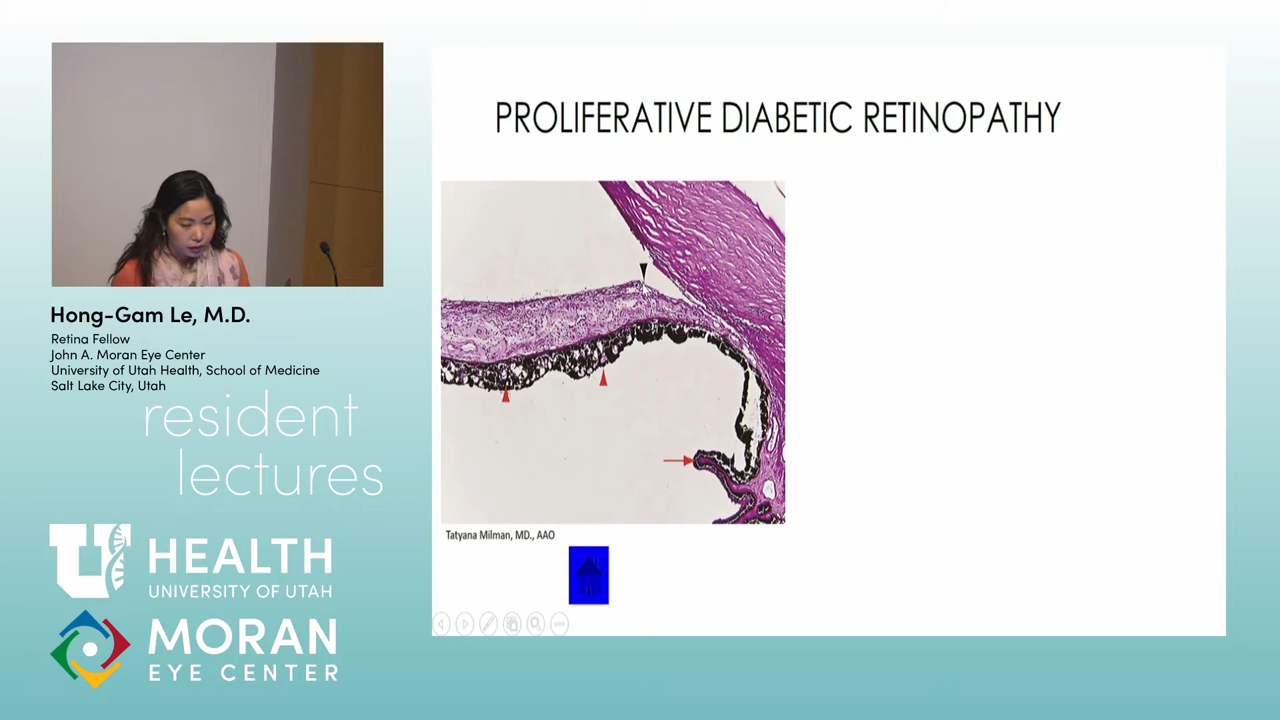 PROLIFERATIVE DIABETIC RETINOPATHY
Hong-Gam Le, M.D.
Retina Fellow
John A. Moran Eye Center
University of Utah Health, School of Medicine
Salt Lake City, Utah
resident
lectures
U HEALTH
UNIVERSITY OF UTAH
MORAN
EYE CENTER
Tatyana Milman, MD., AAO